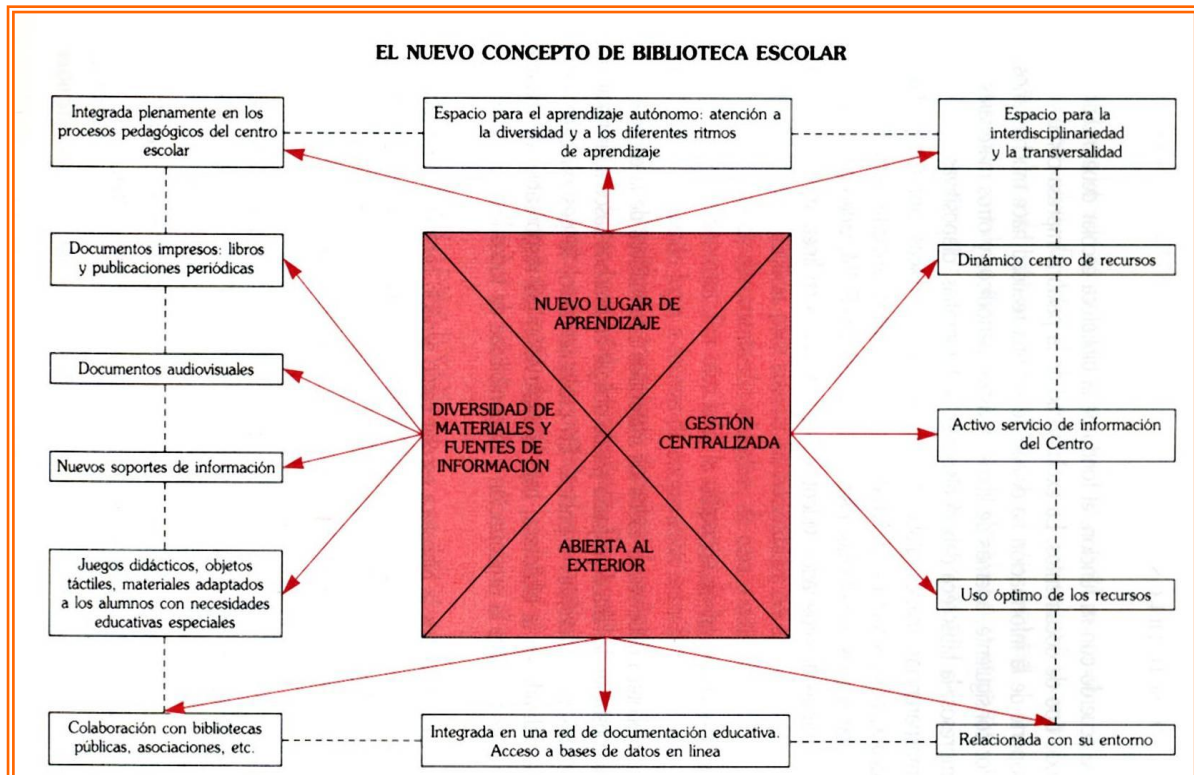 EL NUEVO CONCEPTO DE BIBLIOTECA ESCOLAR
Integrada plenamente en los
procesos pedagógicos del centro
escolar
Espacio para el aprendizaje autónomo: atención a
la diversidad y a los diferentes ritmos
de aprendizaje
Espacio para la
interdisciplinariedad
y la transversalidad
Documentos impresos: libros
y publicaciones periódicas
Documentos audiovisuales
Nuevos soportes de información
Juegos didácticos, objetos
táctiles, materiales adaptados
a los alumnos con necesidades
educativas especiales
NUEVO LUGAR DE
APRENDIZAJE
DIVERSIDAD DE
MATERIALES Y
FUENTES DE
INFORMACIÓN
GESTIÓN
CENTRALIZADA
ABIERTA AL
EXTERIOR
Dinámico centro de recursos
Activo servicio de información
del Centro
Uso óptimo de los recursos
Colaboración con bibliotecas
públicas, asociaciones, etc.
Integrada en una red de documentación educativa.
Acceso a bases de datos en linea
Relacionada con su entorno